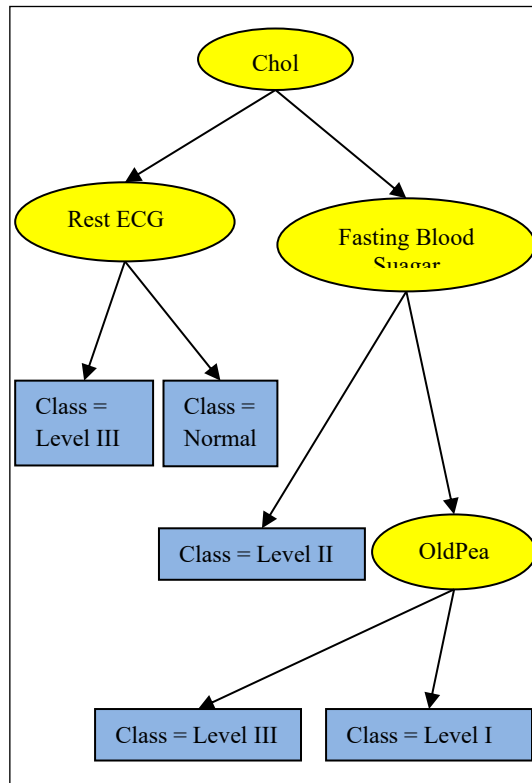 Chol
Rest ECG
Fasting Blood
Suagar
Class =
Level III
Class =
Normal
Class = Level II
OldPea
Class = Level III
Class = Level I